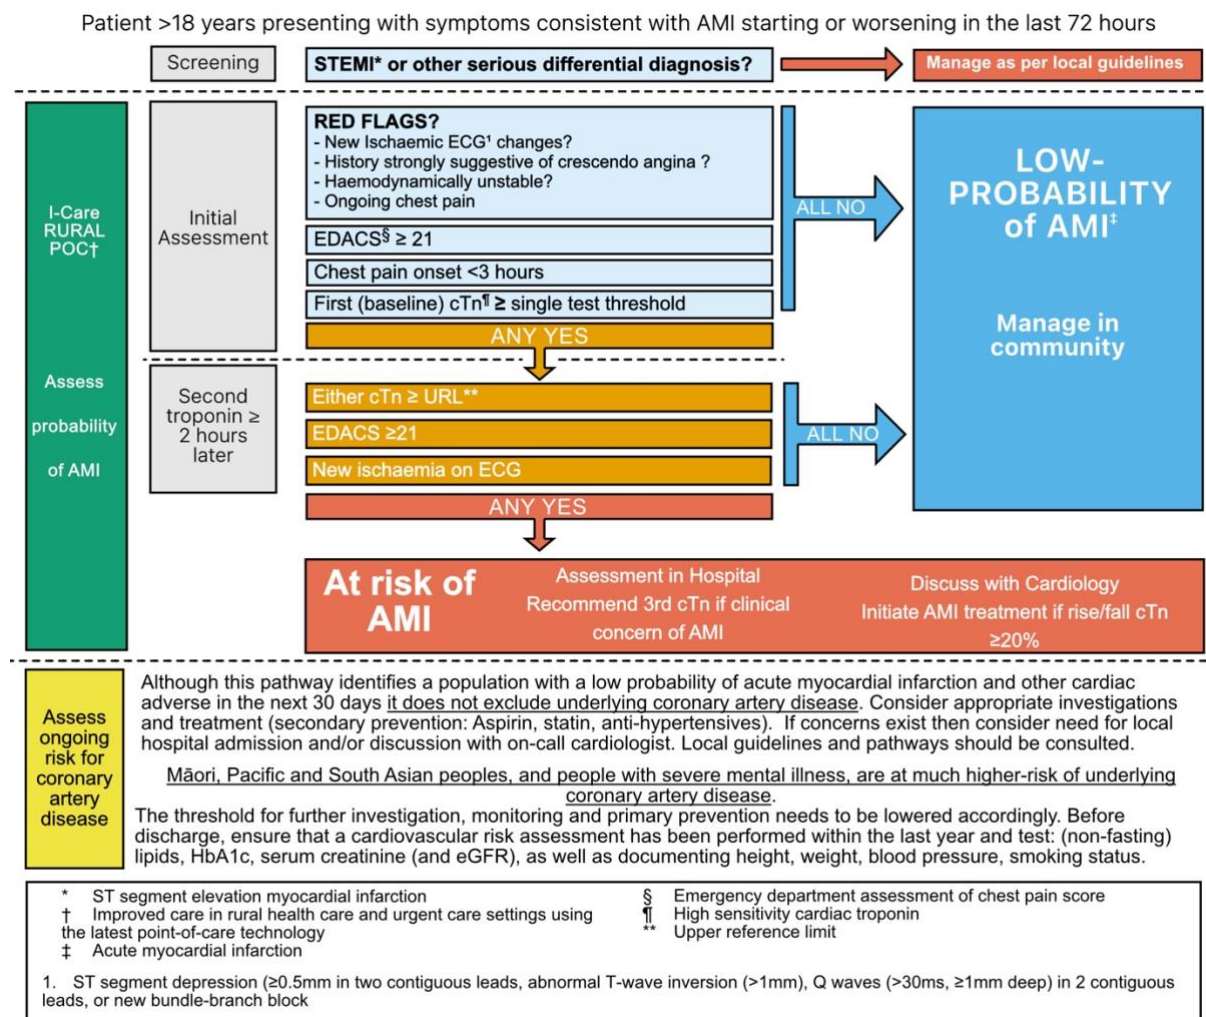 Patient >18 years presenting with symptoms consistent with AMI starting or worsening in the last 72 hours
Screening
STEMI* or other serious differential diagnosis?
Manage as per local guidelines
I-Care
RURAL
POC†
Assess
probability
of AMI
Initial
Assessment
RED FLAGS?
- New Ischaemic ECG¹ changes?
- History strongly suggestive of crescendo angina ?
- Haemodynamically unstable?
- Ongoing chest pain
EDACS§ ≥ 21
Chest pain onset <3 hours
First (baseline) cTn¶ ≥ single test threshold
ANY YES
ALL NO
LOW-
PROBABILITY
of AMI‡
Manage in
community
Second
troponin ≥
2 hours
later
Either cTn ≥ URL**
EDACS ≥21
New ischaemia on ECG
ANY YES
ALL NO
At risk of
AMI
Assessment in Hospital
Recommend 3rd cTn if clinical
concern of AMI
Discuss with Cardiology
Initiate AMI treatment if rise/fall cTn
≥20%
Assess
ongoing
risk for
coronary
artery
disease
Although this pathway identifies a population with a low probability of acute myocardial infarction and other cardiac
adverse in the next 30 days it does not exclude underlying coronary artery disease. Consider appropriate investigations
and treatment (secondary prevention: Aspirin, statin, anti-hypertensives). If concerns exist then consider need for local
hospital admission and/or discussion with on-call cardiologist. Local guidelines and pathways should be consulted.
Māori, Pacific and South Asian peoples, and people with severe mental illness, are at much higher-risk of underlying
coronary artery disease.
The threshold for further investigation, monitoring and primary prevention needs to be lowered accordingly. Before
discharge, ensure that a cardiovascular risk assessment has been performed within the last year and test: (non-fasting)
lipids, HbA1c, serum creatinine (and eGFR), as well as documenting height, weight, blood pressure, smoking status.
* ST segment elevation myocardial infarction
† Improved care in rural health care and urgent care settings using
the latest point-of-care technology
‡ Acute myocardial infarction
§ Emergency department assessment of chest pain score
¶ High sensitivity cardiac troponin
** Upper reference limit
1. ST segment depression (≥0.5mm in two contiguous leads, abnormal T-wave inversion (>1mm), Q waves (>30ms, ≥1mm deep) in 2 contiguous
leads, or new bundle-branch block